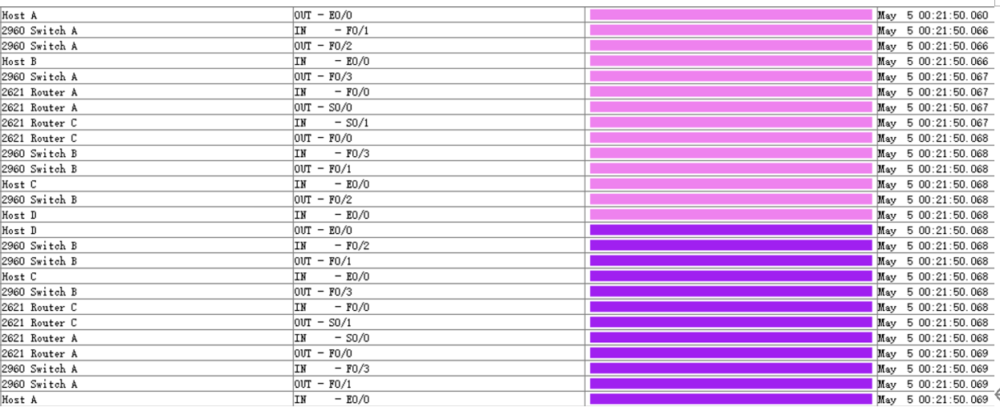 Host A OUT - E0/0 May 5 00:21:50.060
2960 Switch A IN - F0/1 May 5 00:21:50.066
2960 Switch A OUT - F0/2 May 5 00:21:50.066
Host B IN - E0/0 May 5 00:21:50.066
2960 Switch A OUT - F0/3 May 5 00:21:50.067
2621 Router A IN - F0/0 May 5 00:21:50.067
2621 Router A OUT - S0/0 May 5 00:21:50.067
2621 Router C IN - S0/1 May 5 00:21:50.067
2621 Router C OUT - F0/0 May 5 00:21:50.068
2960 Switch B IN - F0/3 May 5 00:21:50.068
2960 Switch B OUT - F0/1 May 5 00:21:50.068
Host C IN - E0/0 May 5 00:21:50.068
2960 Switch B OUT - F0/2 May 5 00:21:50.068
Host D IN - E0/0 May 5 00:21:50.068
Host D OUT - E0/0 May 5 00:21:50.068
2960 Switch B IN - F0/2 May 5 00:21:50.068
2960 Switch B OUT - F0/1 May 5 00:21:50.068
Host C IN - E0/0 May 5 00:21:50.068
2960 Switch B OUT - F0/3 May 5 00:21:50.068
2621 Router C IN - F0/0 May 5 00:21:50.068
2621 Router C OUT - S0/1 May 5 00:21:50.068
2621 Router A IN - S0/0 May 5 00:21:50.068
2621 Router A OUT - F0/0 May 5 00:21:50.069
2960 Switch A IN - F0/3 May 5 00:21:50.069
2960 Switch A OUT - F0/1 May 5 00:21:50.069
Host A IN - E0/0 May 5 00:21:50.069